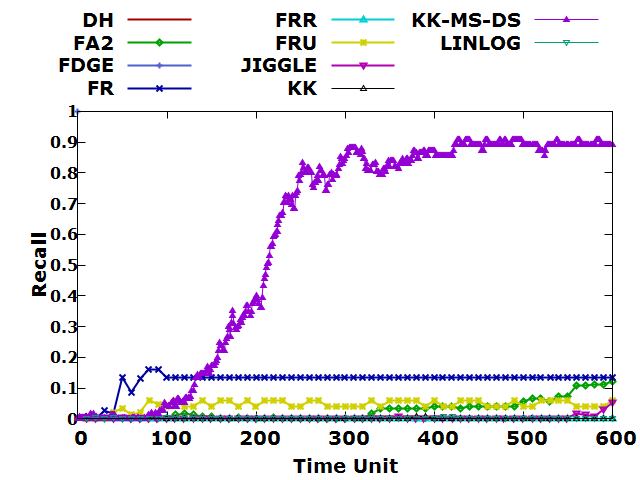 DH FRR KK-MS-DS
FA2 FRU LINLOG
FDGE JIGGLE
FR KK
1
0.9
0.8
0.7
0.6
0.5
0.4
0.3
0.2
0.1
0
Recall
0 100 200 300 400 500 600
Time Unit